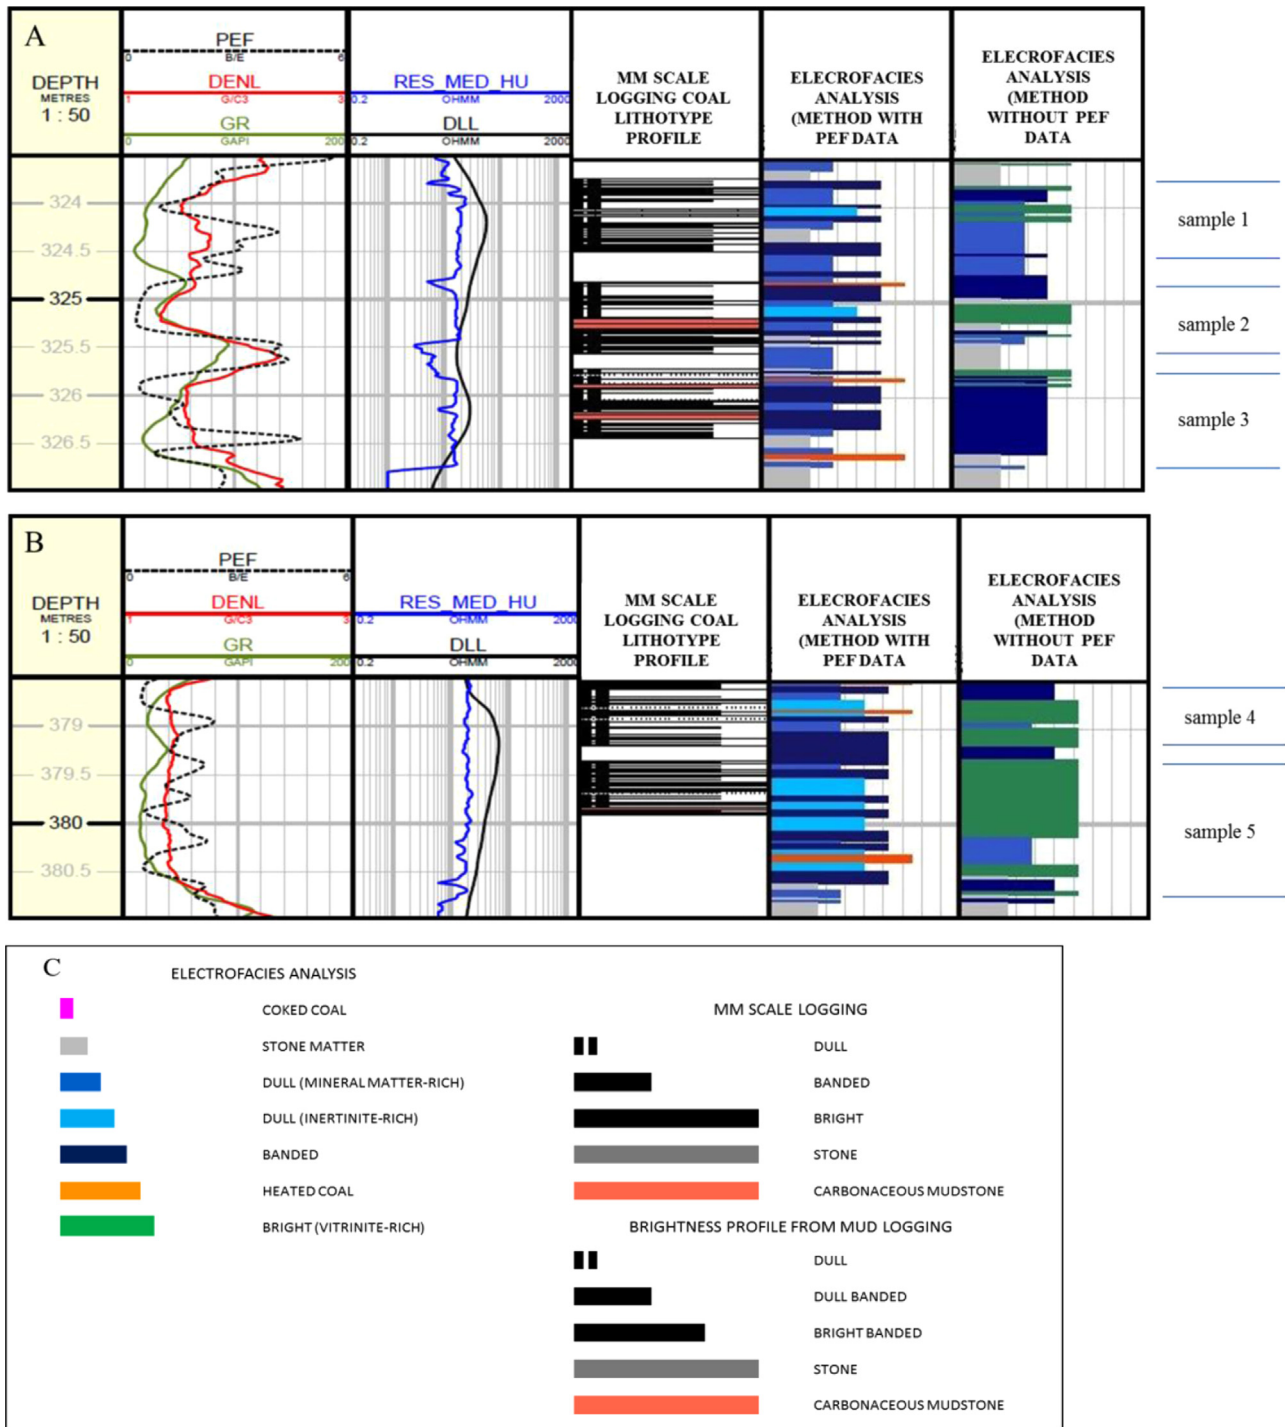 A
DEPTH
METRES
1 : 50
PEF
0 B/E 6
DENL
1 G/C3 3
GR
0 GAPI 200
RES_MED_HU
0.2 OHMM 2000
DLL
0.2 OHMM 2000
MM SCALE
LOGGING COAL
LITHOTYPE
PROFILE
ELECROFACIES
ANALYSIS
(METHOD WITH
PEF DATA
ELECROFACIES
ANALYSIS
(METHOD
WITHOUT PEF
DATA
324
324.5
325
325.5
326
326.5
sample 1
sample 2
sample 3
B
DEPTH
METRES
1 : 50
PEF
0 B/E 6
DENL
1 G/C3 3
GR
0 GAPI 200
RES_MED_HU
0.2 OHMM 2000
DLL
0.2 OHMM 2000
MM SCALE
LOGGING COAL
LITHOTYPE
PROFILE
ELECROFACIES
ANALYSIS
(METHOD WITH
PEF DATA
ELECROFACIES
ANALYSIS
(METHOD
WITHOUT PEF
DATA
379
379.5
380
380.5
sample 4
sample 5
C
ELECTROFACIES ANALYSIS
COKED COAL
STONE MATTER
DULL (MINERAL MATTER-RICH)
DULL (INERTINITE-RICH)
BANDED
HEATED COAL
BRIGHT (VITRINITE-RICH)
MM SCALE LOGGING
DULL
BANDED
BRIGHT
STONE
CARBONACEOUS MUDSTONE
BRIGHTNESS PROFILE FROM MUD LOGGING
DULL
DULL BANDED
BRIGHT BANDED
STONE
CARBONACEOUS MUDSTONE